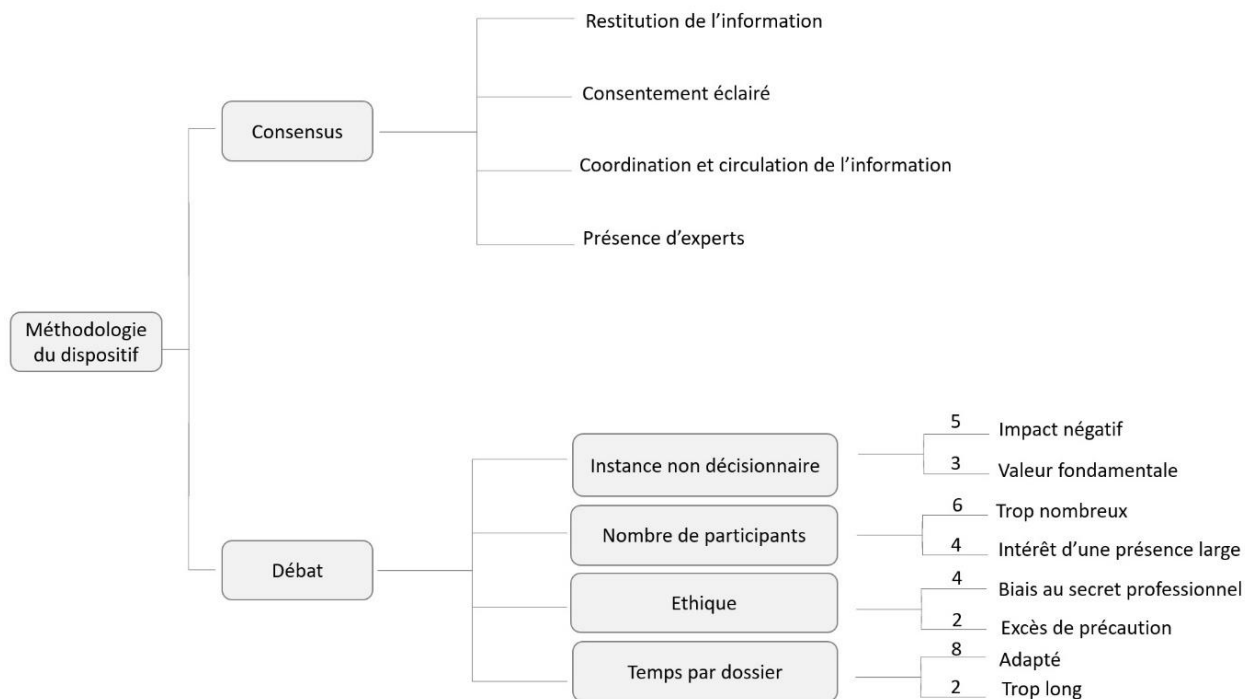 Restitution de l'information
Consentement éclairé
Consensus
Coordination et circulation de l'information
Présence d'experts
Méthodologie
du dispositif
Débat
Instance non décisionnaire
5
Impact négatif
3
Valeur fondamentale
Nombre de participants
6
Trop nombreux
4
Intérêt d'une présence large
Ethique
4
Biais au secret professionnel
2
Excès de précaution
Temps par dossier
8
Adapté
2
Trop long